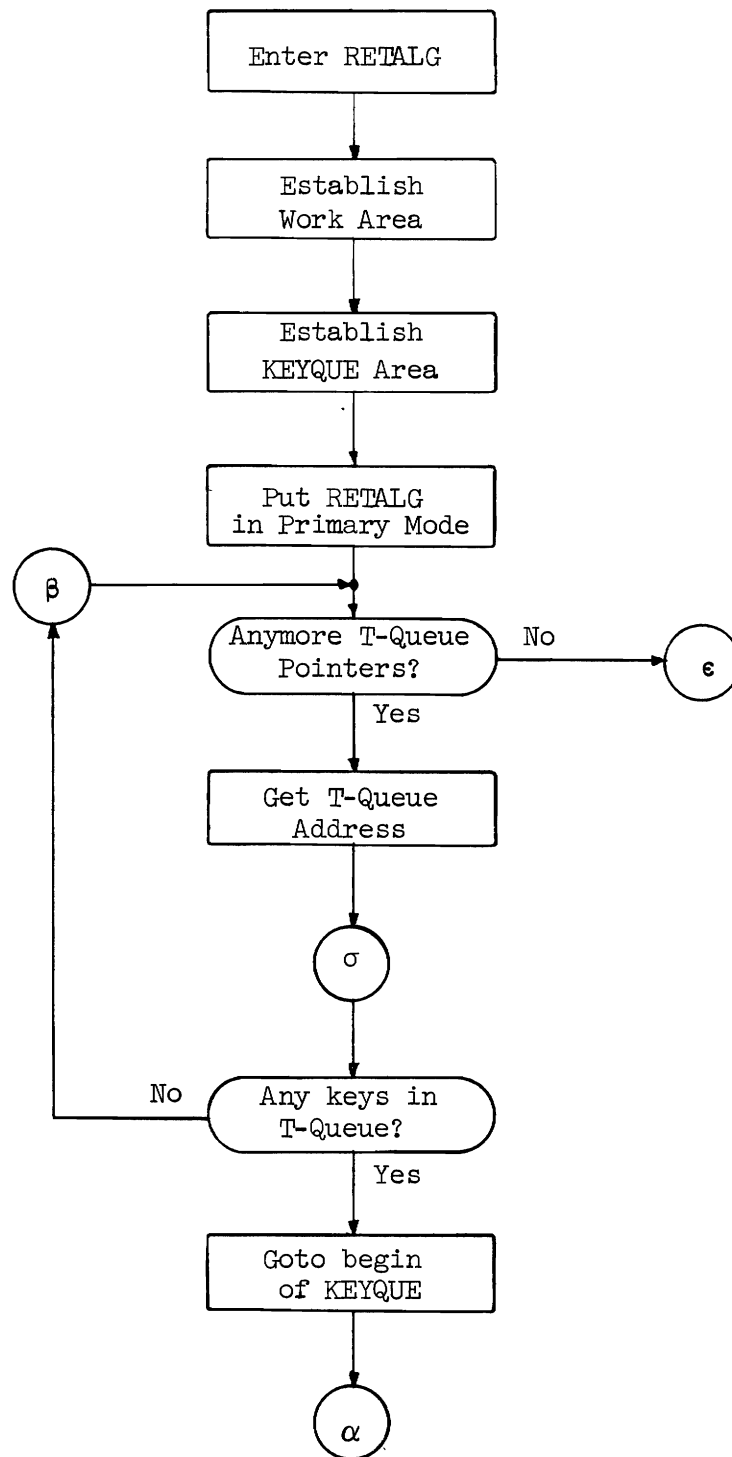 Enter RETALG
Establish
Work Area
Establish
KEYQUE Area
Put RETALG
in Primary Mode
β
Anymore T-Queue
Pointers?
No
ϵ
Yes
Get T-Queue
Address
σ
No
Any keys in
T-Queue?
Yes
Goto begin
of KEYQUE
α